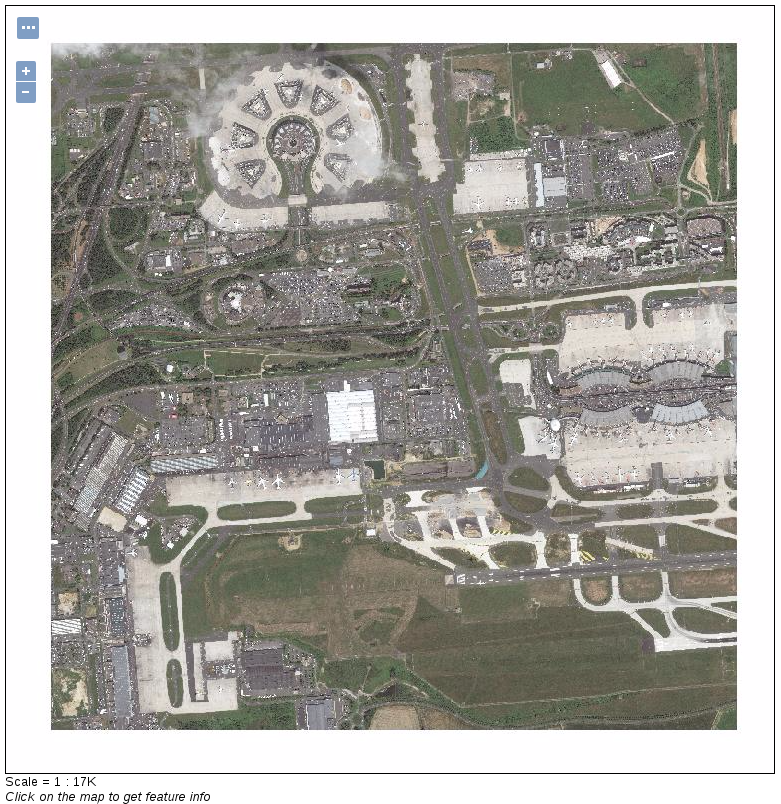 ...
+
−
Scale = 1 : 17K
Click on the map to get feature info